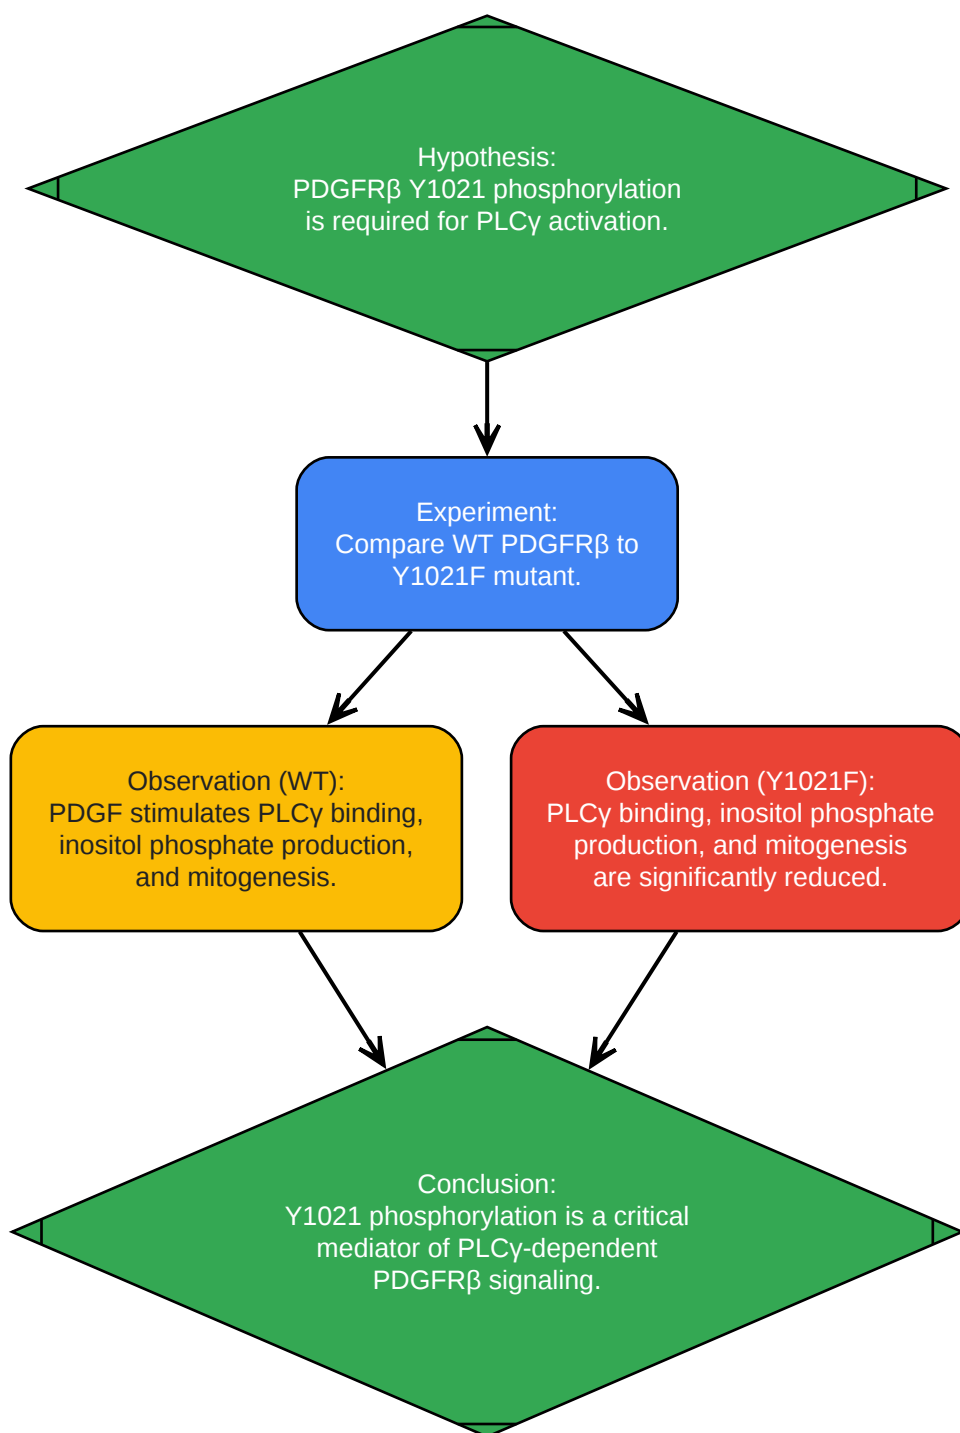 Hypothesis:
PDGFRβ Y1021 phosphorylation
is required for PLCγ activation.
Experiment:
Compare WT PDGFRβ to
Y1021F mutant.
Observation (WT):
PDGF stimulates PLCγ binding,
inositol phosphate production,
and mitogenesis.
Observation (Y1021F):
PLCγ binding, inositol phosphate
production, and mitogenesis
are significantly reduced.
Conclusion:
Y1021 phosphorylation is a critical
mediator of PLCγ-dependent
PDGFRβ signaling.